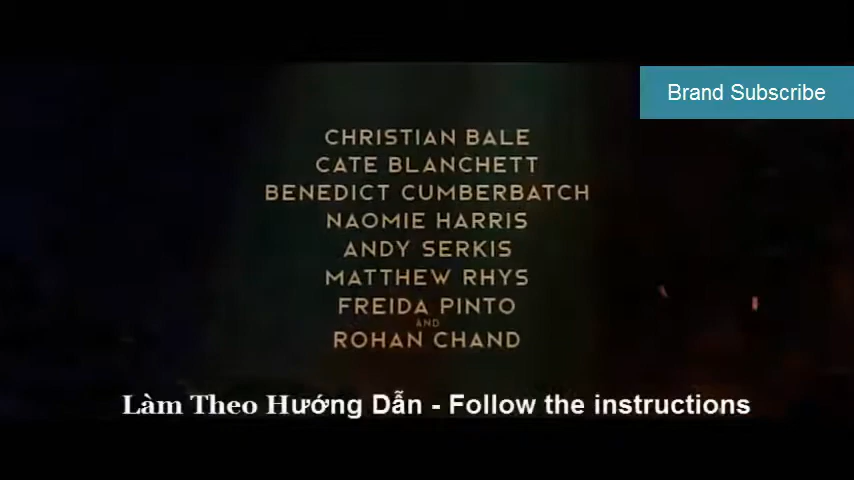 Brand Subscribe
CHRISTIAN BALE
CATE BLANCHETT
BENEDICT CUMBERBATCH
NAOMIE HARRIS
ANDY SERKIS
MATTHEW RHYS
FREIDA PINTO
AND
ROHAN CHAND
Làm Theo Hướng Dẫn - Follow the instructions